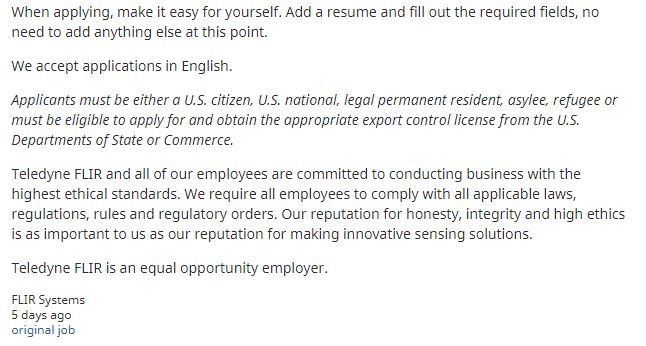 When applying, make it easy for yourself. Add a resume and fill out the required fields, no
need to add anything else at this point.
We accept applications in English.
Applicants must be either a U.S. citizen, U.S. national, legal permanent resident, asylee, refugee or
must be eligible to apply for and obtain the appropriate export control license from the U.S.
Departments of State or Commerce.
Teledyne FLIR and all of our employees are committed to conducting business with the
highest ethical standards. We require all employees to comply with all applicable laws,
regulations, rules and regulatory orders. Our reputation for honesty, integrity and high ethics
is as important to us as our reputation for making innovative sensing solutions.
Teledyne FLIR is an equal opportunity employer.
FLIR Systems
5 days ago
original job